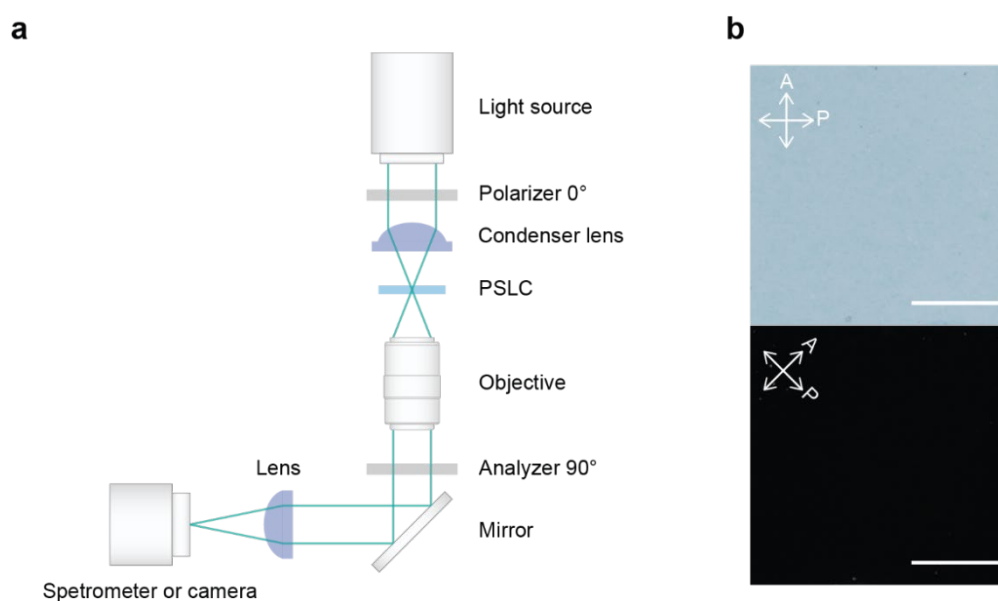 a
Light source
Polarizer 0°
Condenser lens
PSLC
Objective
Analyzer 90°
Lens
Mirror
Spetrometer or camera
b
A
P
A
P